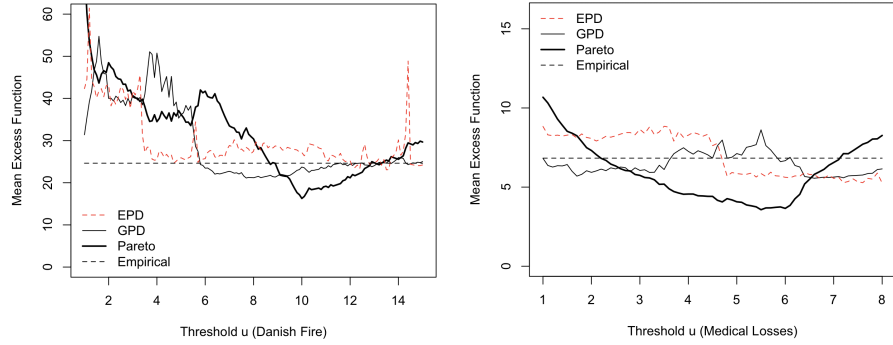 Mean Excess Function
60
50
40
30
20
10
0
EPD
GPD
Pareto
Empirical
2 4 6 8 10 12 14
Threshold u (Danish Fire)
Mean Excess Function
15
10
5
0
EPD
GPD
Pareto
Empirical
1 2 3 4 5 6 7 8
Threshold u (Medical Losses)